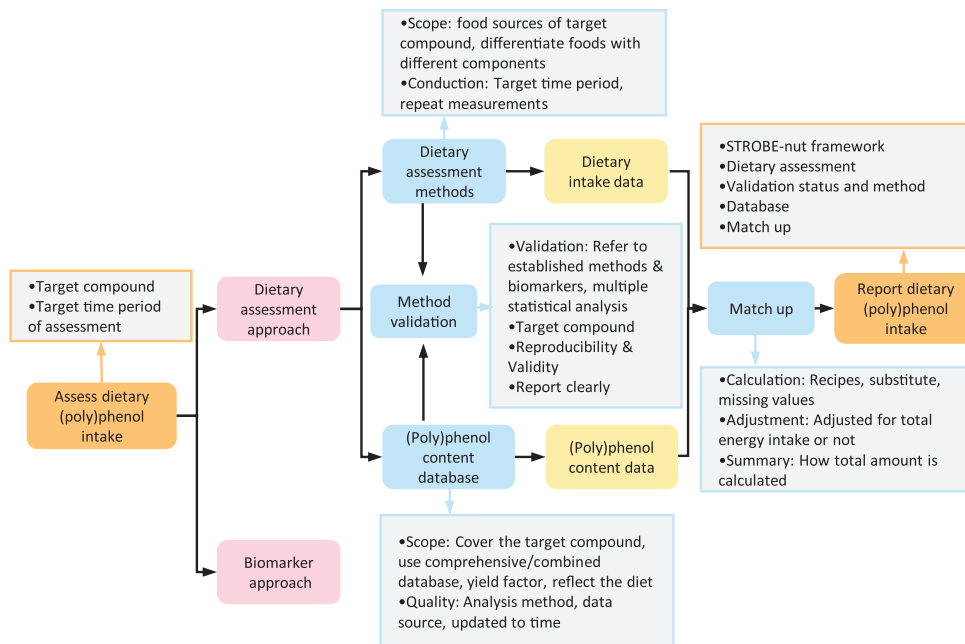 •Scope: food sources of target
compound, differentiate foods with
different components
•Conduction: Target time period,
repeat measurements
Dietary
assessment
methods
Dietary
intake data
•STROBE-nut framework
•Dietary assessment
•Validation status and method
•Database
•Match up
•Target compound
•Target time period
of assessment
Dietary
assessment
approach
Method
validation
•Validation: Refer to
established methods &
biomarkers, multiple
statistical analysis
•Target compound
•Reproducibility &
Validity
•Report clearly
Match up
Report dietary
(poly)phenol
intake
Assess dietary
(poly)phenol
intake
(Poly)phenol
content
database
(Poly)phenol
content data
•Calculation: Recipes, substitute,
missing values
•Adjustment: Adjusted for total
energy intake or not
•Summary: How total amount is
calculated
Biomarker
approach
•Scope: Cover the target compound,
use comprehensive/combined
database, yield factor, reflect the diet
•Quality: Analysis method, data
source, updated to time